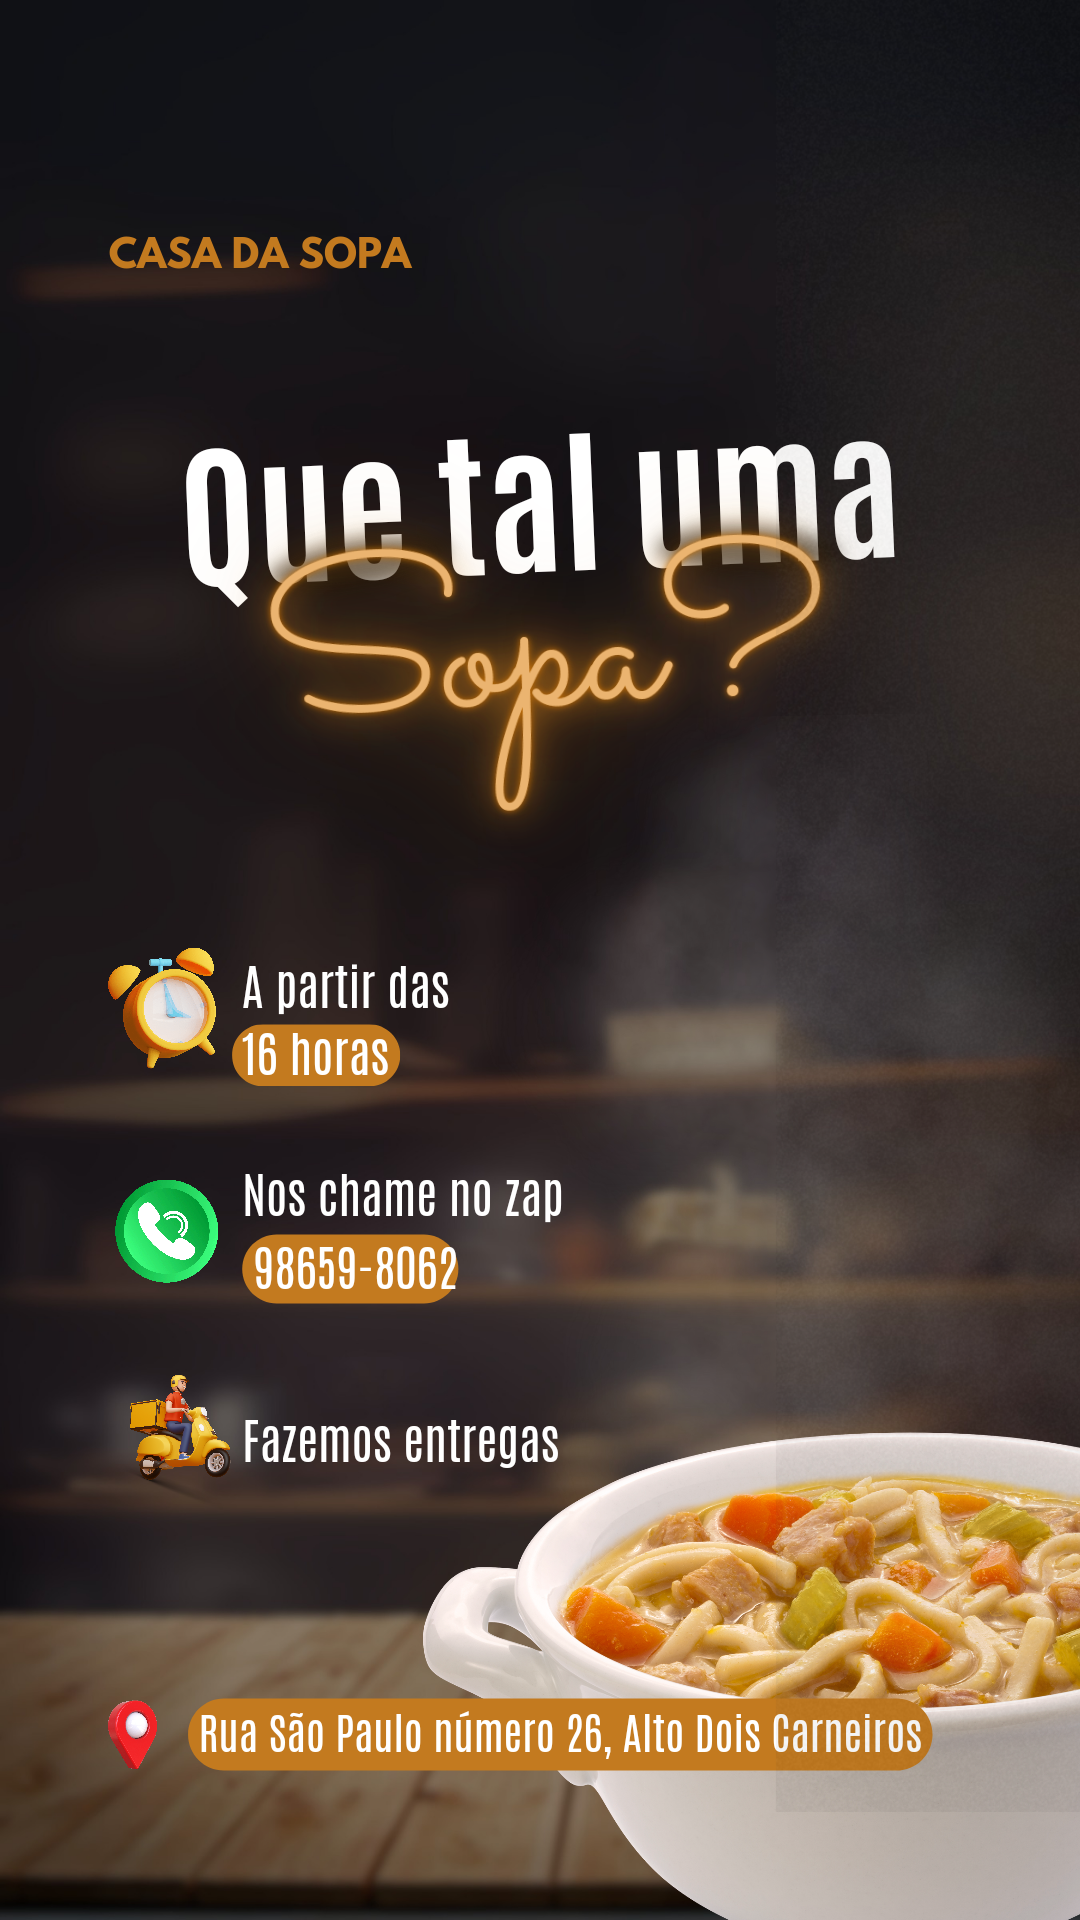 CASA DA SOPA
Que tal uma
Sopa?
A partir das
16 horas
Nos chame no zap
98659-8062
Fazemos entregas
Rua São Paulo número 26, Alto Dois Carneiros